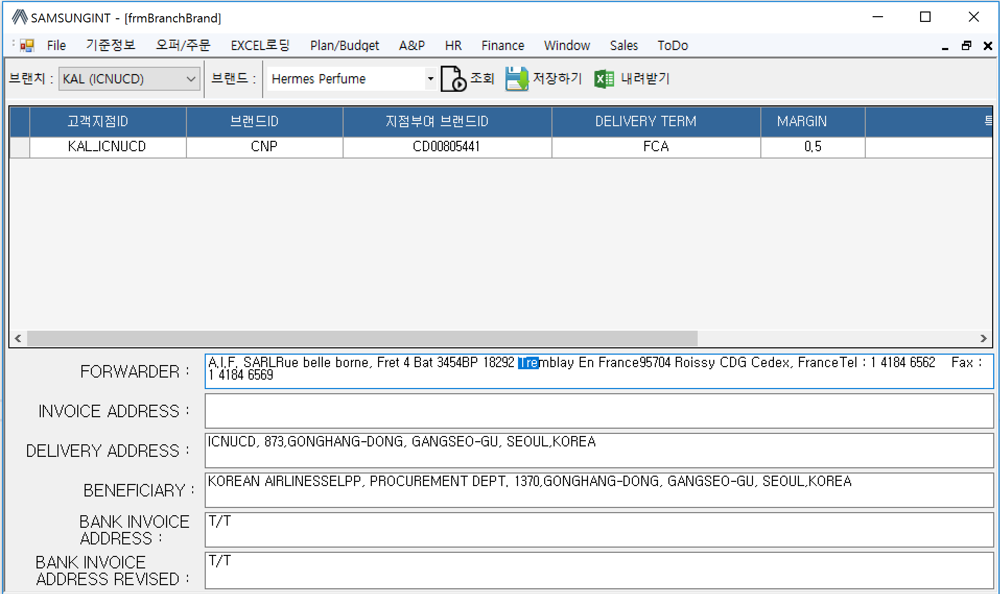 SAMSUNGINT - [frmBranchBrand]
File 기준정보 오퍼/주문 EXCEL로딩 Plan/Budget A&P HR Finance Window Sales ToDo
브랜치 : KAL (ICNUCD) 브랜드 : Hermes Perfume 조회 저장하기 내려받기
고객지점ID 브랜드ID 지점부여 브랜드ID DELIVERY TERM MARGIN
KAL_ICNUCD CNP CD00805441 FCA 0.5
FORWARDER : A.I.F. SARLRue belle borne, Fret 4 Bat 3454BP 18292 Tremblay En France95704 Roissy CDG Cedex, FranceTel : 1 4184 6562 Fax :
1 4184 6569
INVOICE ADDRESS :
DELIVERY ADDRESS : ICNUCD, 873,GONGHANG-DONG, GANGSEO-GU, SEOUL,KOREA
BENEFICIARY : KOREAN AIRLINESSELPP, PROCUREMENT DEPT, 1370,GONGHANG-DONG, GANGSEO-GU, SEOUL,KOREA
BANK INVOICE
ADDRESS : T/T
BANK INVOICE
ADDRESS REVISED : T/T